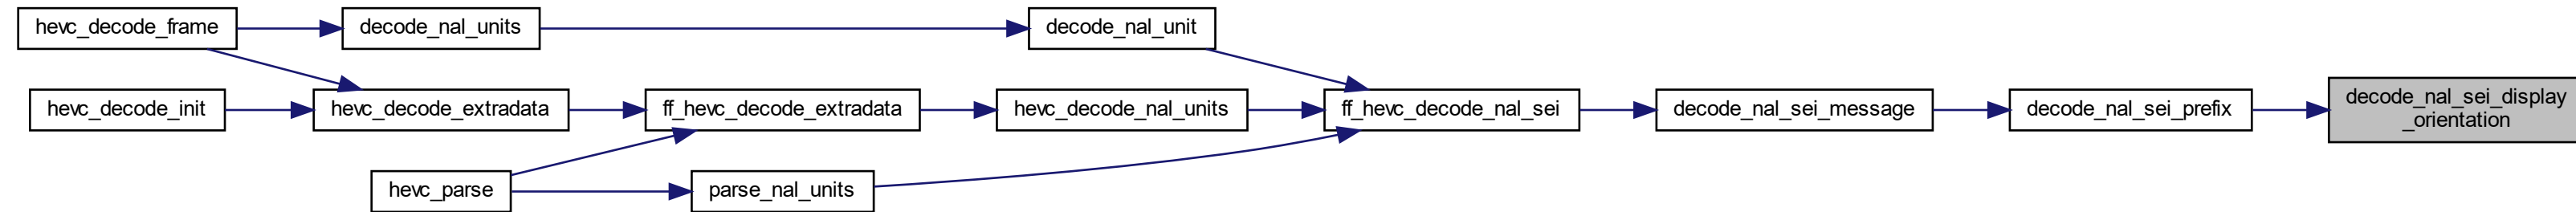 hevc_decode_frame
decode_nal_units
decode_nal_unit
hevc_decode_init
hevc_decode_extradata
ff_hevc_decode_extradata
hevc_decode_nal_units
ff_hevc_decode_nal_sei
decode_nal_sei_message
decode_nal_sei_prefix
decode_nal_sei_display
_orientation
hevc_parse
parse_nal_units